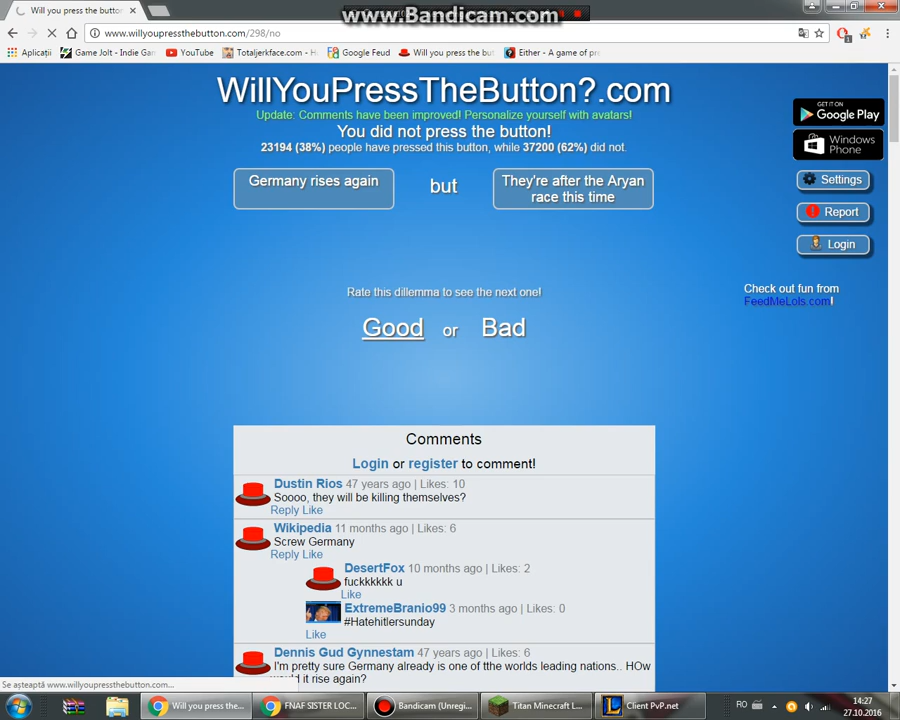 www.Bandicam.com
Will you press the button
www.willyoupressthebutton.com/298/no
Aplicații
Game Jolt - Indie Gam
YouTube
Totaljerkface.com - H
Google Feud
Will you press the but
Either - A game of pr
WillYouPressTheButton?.com
Update: Comments have been improved! Personalize yourself with avatars!
You did not press the button!
23194 (38%) people have pressed this button, while 37200 (62%) did not.
GET IT ON
Google Play
Windows
Phone
Settings
Report
Login
Germany rises again
but
They're after the Aryan
race this time
Check out fun from
FeedMeLols.com!
Rate this dillemma to see the next one!
Good or Bad
Comments
Login or register to comment!
Dustin Rios 47 years ago | Likes: 10
Soooo, they will be killing themselves?
Reply Like
Wikipedia 11 months ago | Likes: 6
Screw Germany
Reply Like
DesertFox 10 months ago | Likes: 2
fuckkkkkk u
Like
ExtremeBranio99 3 months ago | Likes: 0
#Hatehitlersunday
Like
Dennis Gud Gynnestam 47 years ago | Likes: 6
I'm pretty sure Germany already is one of tthe worlds leading nations.. HOw
would it rise again?
Se așteaptă www.willyoupressthebutton.com...
Will you press the...
FNAF SISTER LOC...
Bandicam (Unregi...
Titan Minecraft L...
Client PvP.net
RO
14:27
27.10.2016